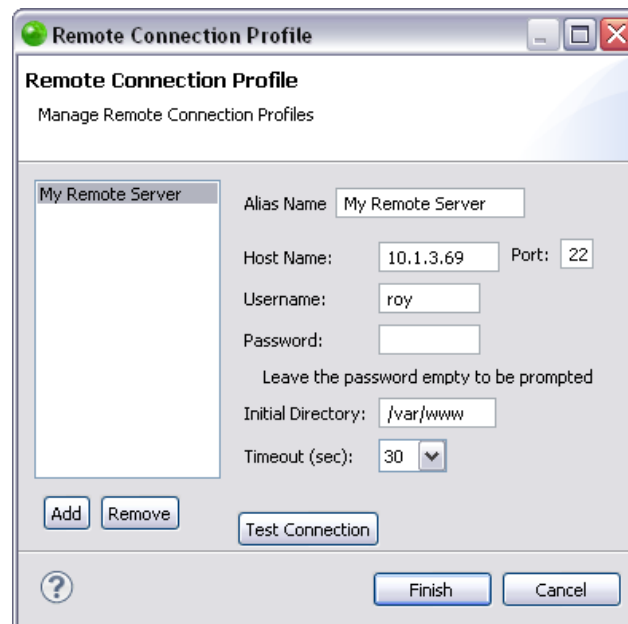 Remote Connection Profile
Remote Connection Profile
Manage Remote Connection Profiles
My Remote Server
Alias Name My Remote Server
Host Name: 10.1.3.69 Port: 22
Username: roy
Password:
Leave the password empty to be prompted
Initial Directory: /var/www
Timeout (sec): 30
Add Remove
Test Connection
? Finish Cancel